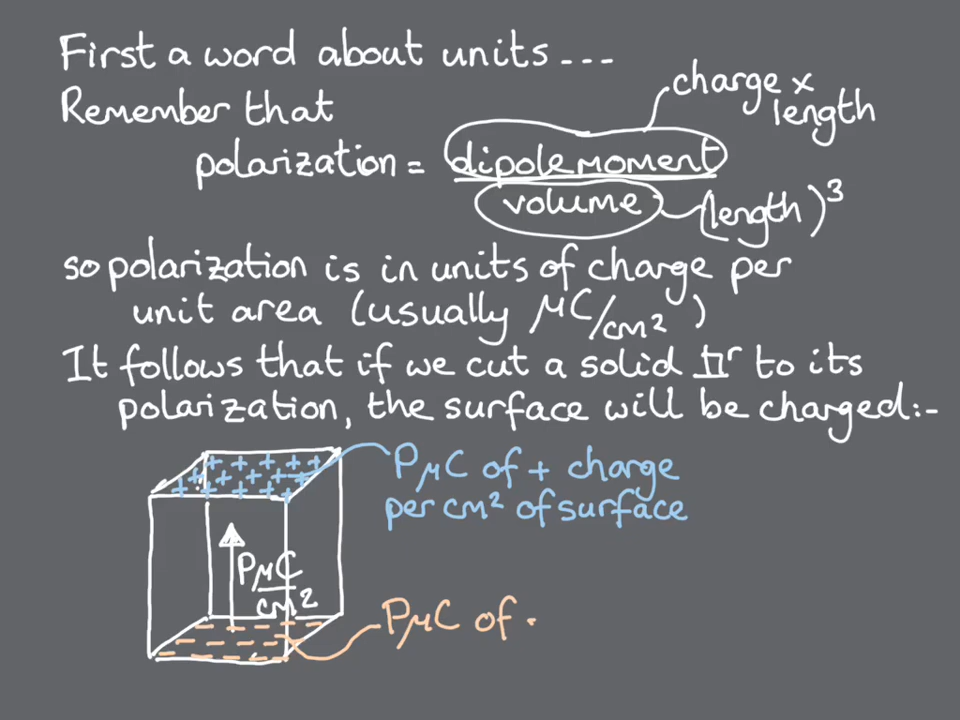 First a word about units ---
Remember that
charge x
length
polarization = dipole moment
volume
(length)³
so polarization is in units of charge per
unit area (usually μC/cm²)
It follows that if we cut a solid ⊥ʳ to its
polarization, the surface will be charged:-
PμC of + charge
per cm² of surface
PμC
cm²
PμC of